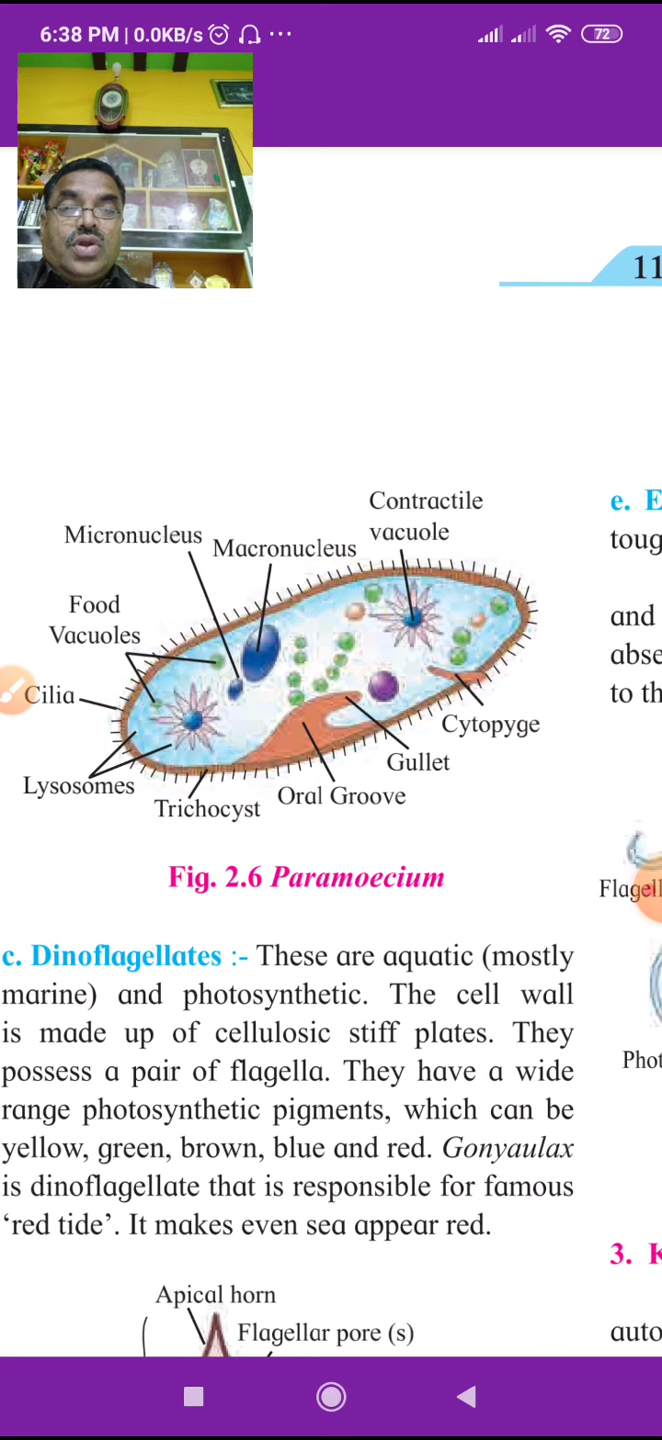 6:38 PM | 0.0KB/s
72
11
Contractile
vacuole
Micronucleus
Macronucleus
Food
Vacuoles
Cilia
Cytopyge
Gullet
Lysosomes
Oral Groove
Trichocyst
Fig. 2.6 Paramoecium
c. Dinoflagellates :- These are aquatic (mostly
marine) and photosynthetic. The cell wall
is made up of cellulosic stiff plates. They
possess a pair of flagella. They have a wide
range photosynthetic pigments, which can be
yellow, green, brown, blue and red. Gonyaulax
is dinoflagellate that is responsible for famous
‘red tide’. It makes even sea appear red.
Apical horn
Flagellar pore (s)
e. E
toug
and
abse
to th
Flagell
Phot
3. K
auto